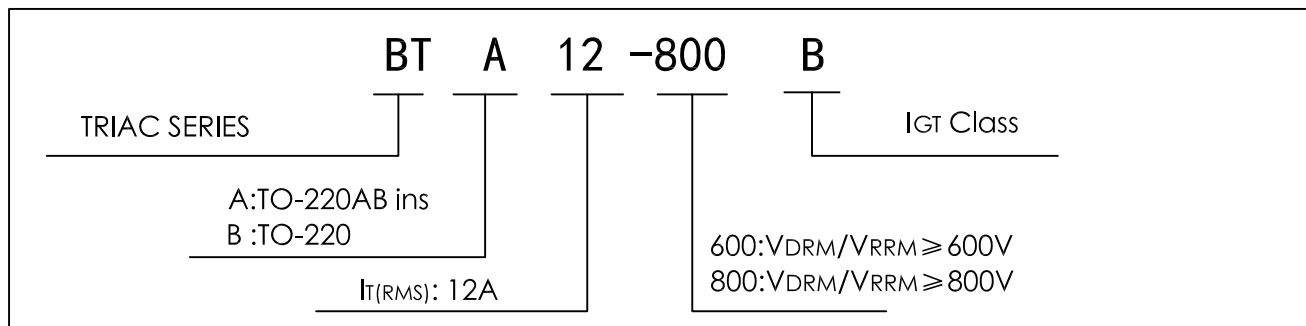 BT A 12 -800 B
TRIAC SERIES
IGT Class
A:TO-220AB ins
B :TO-220
600:VDRM/VRRM⩾600V
800:VDRM/VRRM⩾800V
IT(RMS): 12A